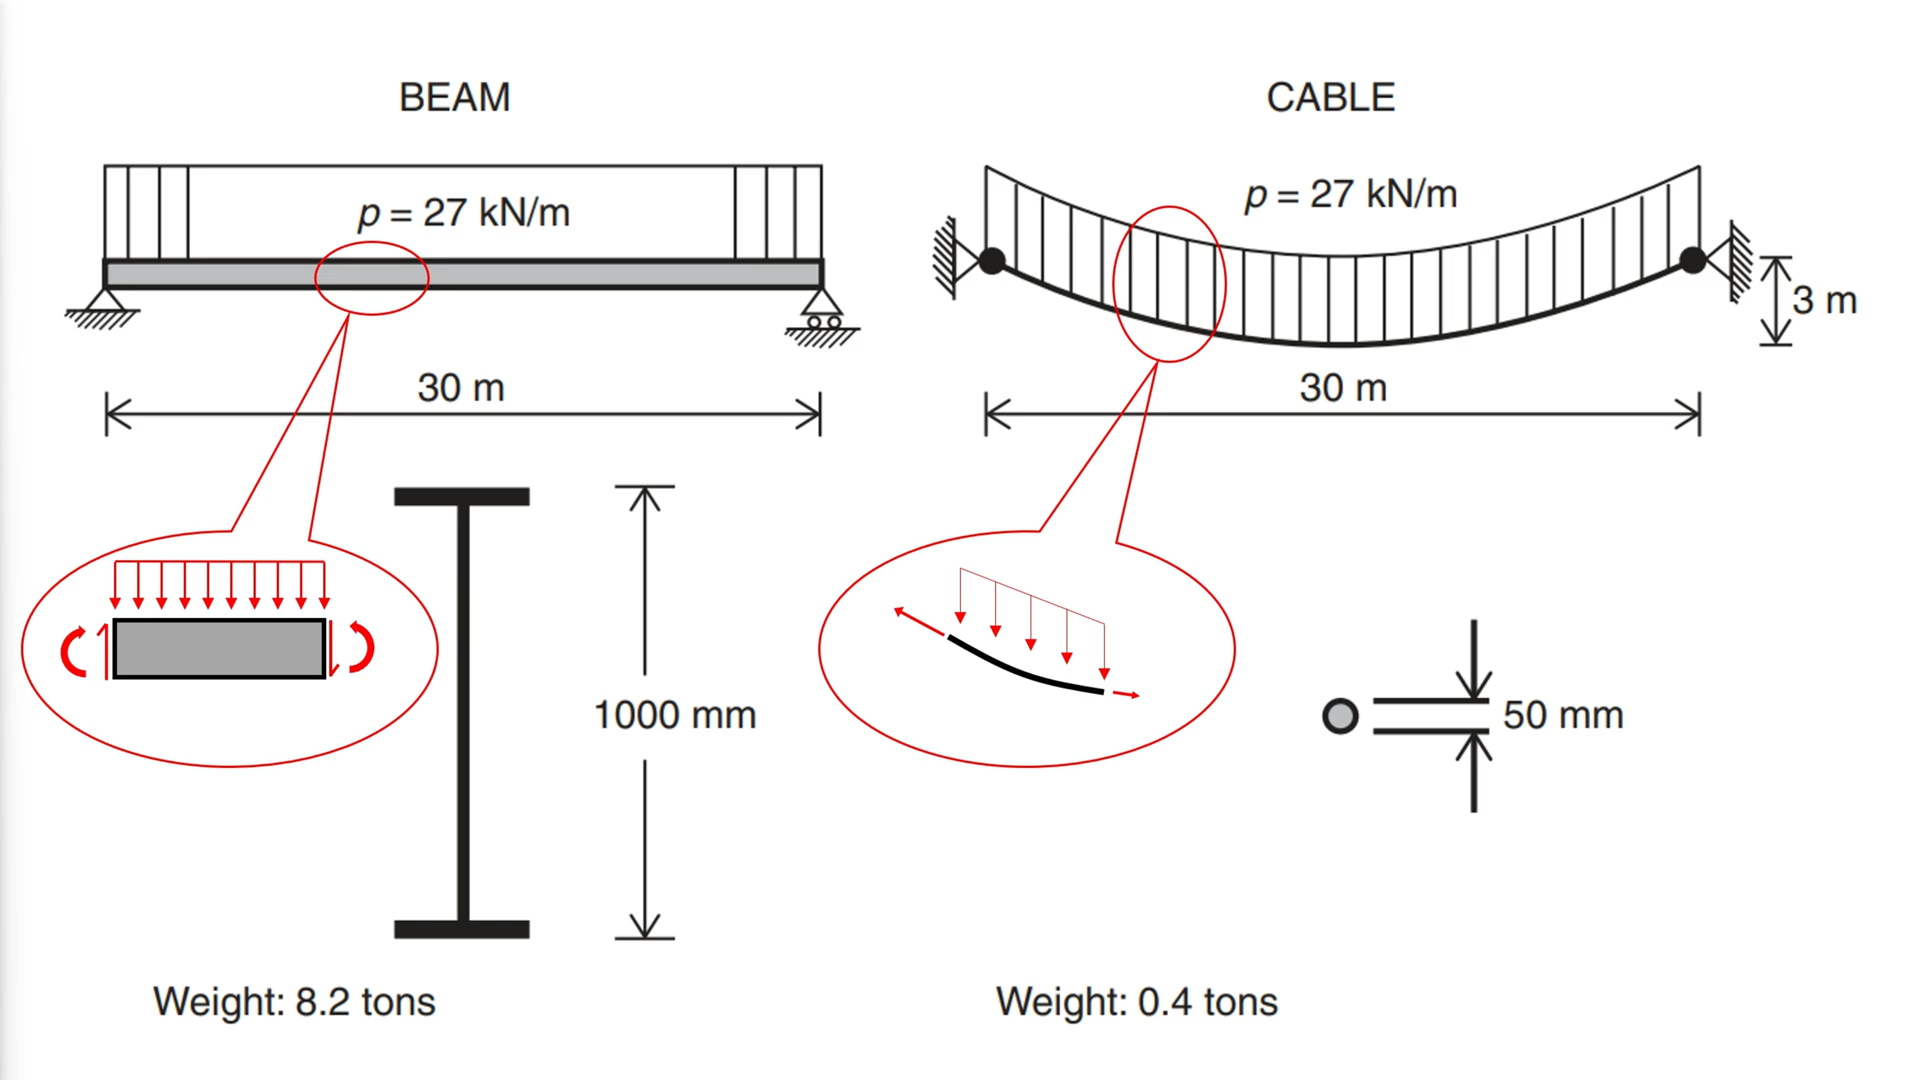 BEAM
p = 27 kN/m
30 m
1000 mm
Weight: 8.2 tons
CABLE
p = 27 kN/m
3 m
30 m
50 mm
Weight: 0.4 tons